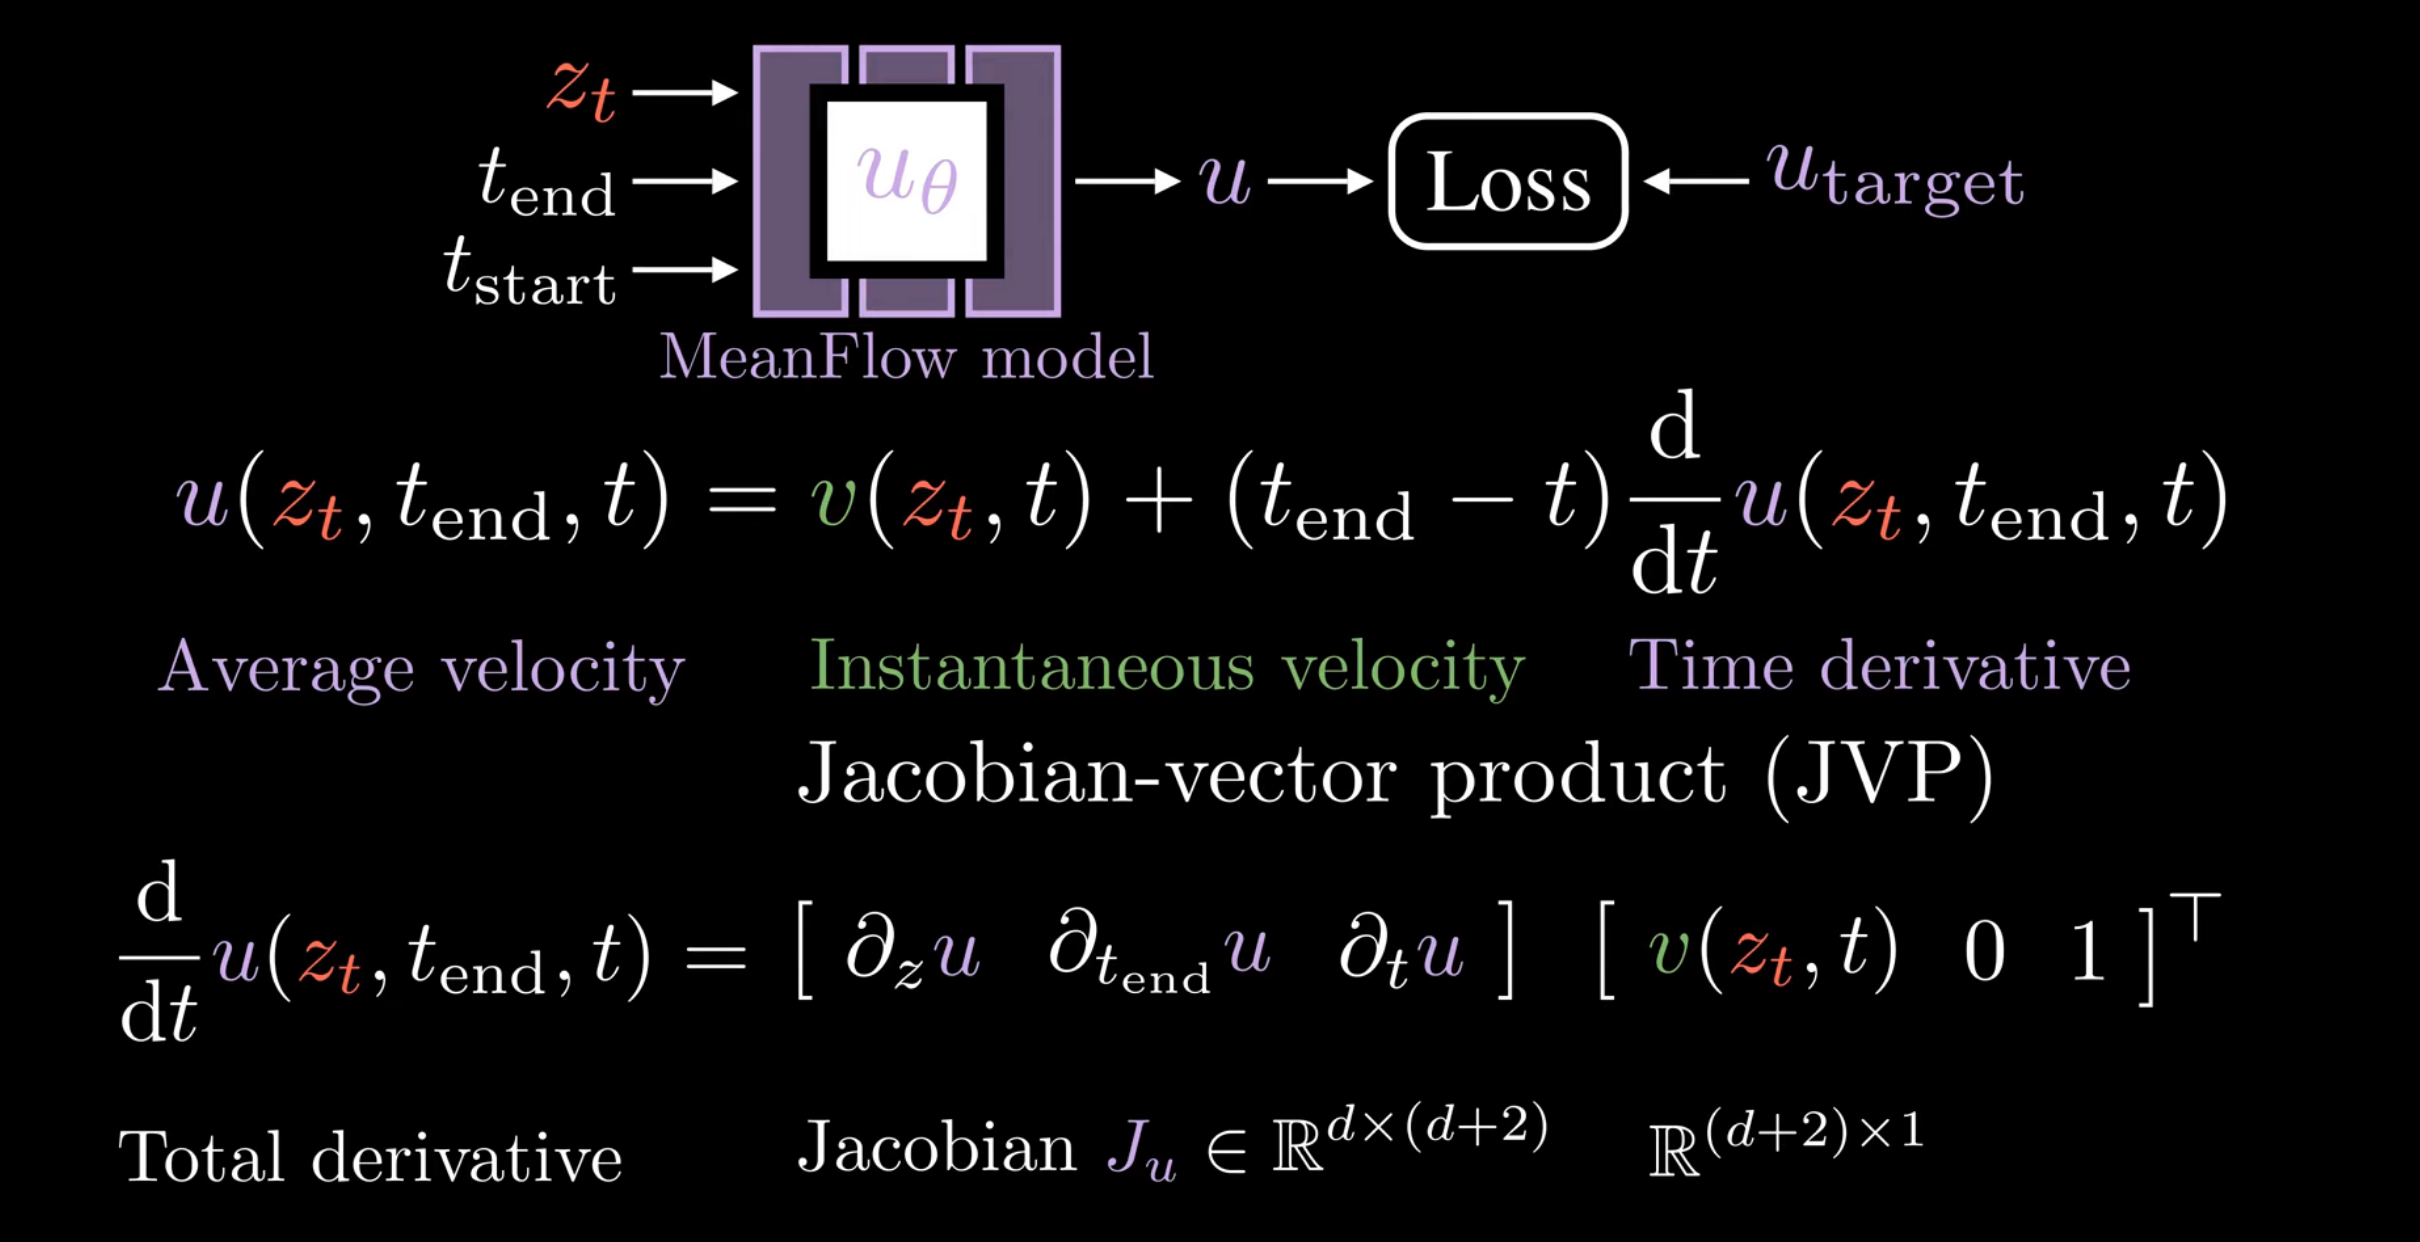 z_t
t_end
t_start
u_θ
u
Loss
u_target
MeanFlow model
u(z_t, t_end, t) = v(z_t, t) + (t_end − t) d/dt u(z_t, t_end, t)
Average velocity
Instantaneous velocity
Time derivative
Jacobian-vector product (JVP)
d/dt u(z_t, t_end, t) = [ ∂_z u ∂_{t_end} u ∂_t u ] [ v(z_t, t) 0 1 ]^⊤
Total derivative
Jacobian J_u ∈ ℝ^{d×(d+2)}
ℝ^{(d+2)×1}